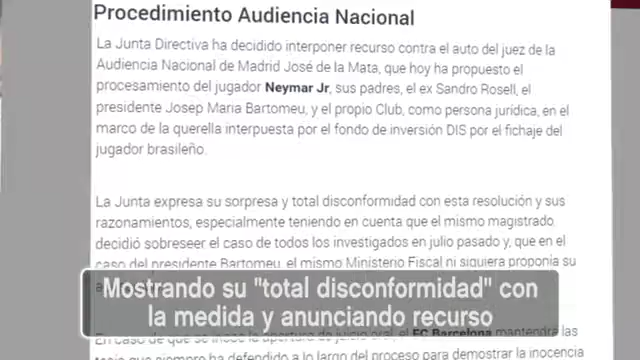 Procedimiento Audiencia Nacional
La Junta Directiva ha decidido interponer recurso contra el auto del juez de la
Audiencia Nacional de Madrid José de la Mata, que hoy ha propuesto el
procesamiento del jugador Neymar Jr, sus padres, el ex Sandro Rosell, el
presidente Josep Maria Bartomeu, y el propio Club, como persona jurídica, en el
marco de la querella interpuesta por el fondo de inversión DIS por el fichaje del
jugador brasileño.
La Junta expresa su sorpresa y total disconformidad con esta resolución y sus
razonamientos, especialmente teniendo en cuenta que el mismo magistrado
decidió sobreseer el caso de todos los investigados en julio pasado y, que en el
caso del presidente Bartomeu, el mismo Ministerio Fiscal ni siquiera proponía su
Mostrando su "total disconformidad" con
la medida y anunciando recurso
FC Barcelona mantendrá las
que siempre ha defendido a lo largo del proceso para demostrar la inocencia